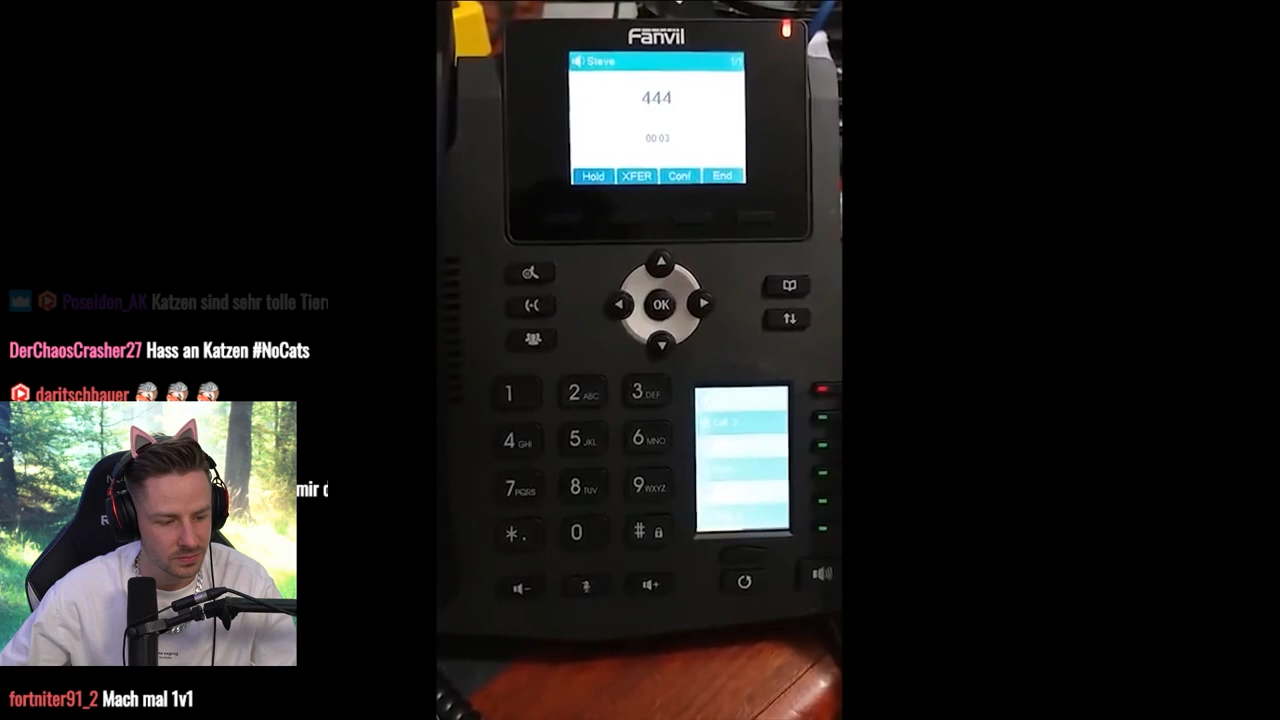 Fanvil
Steve 1/1
444
00:03
Hold XFER Conf End
OK
1 2 ABC 3 DEF
4 GHI 5 JKL 6 MNO
7 PQRS 8 TUV 9 WXYZ
*. 0 #
Poseidon_AK Katzen sind sehr tolle Tiere
DerChaosCrasher27 Hass an Katzen #NoCats
daritschbauer
mir
fortniter91_2 Mach mal 1v1